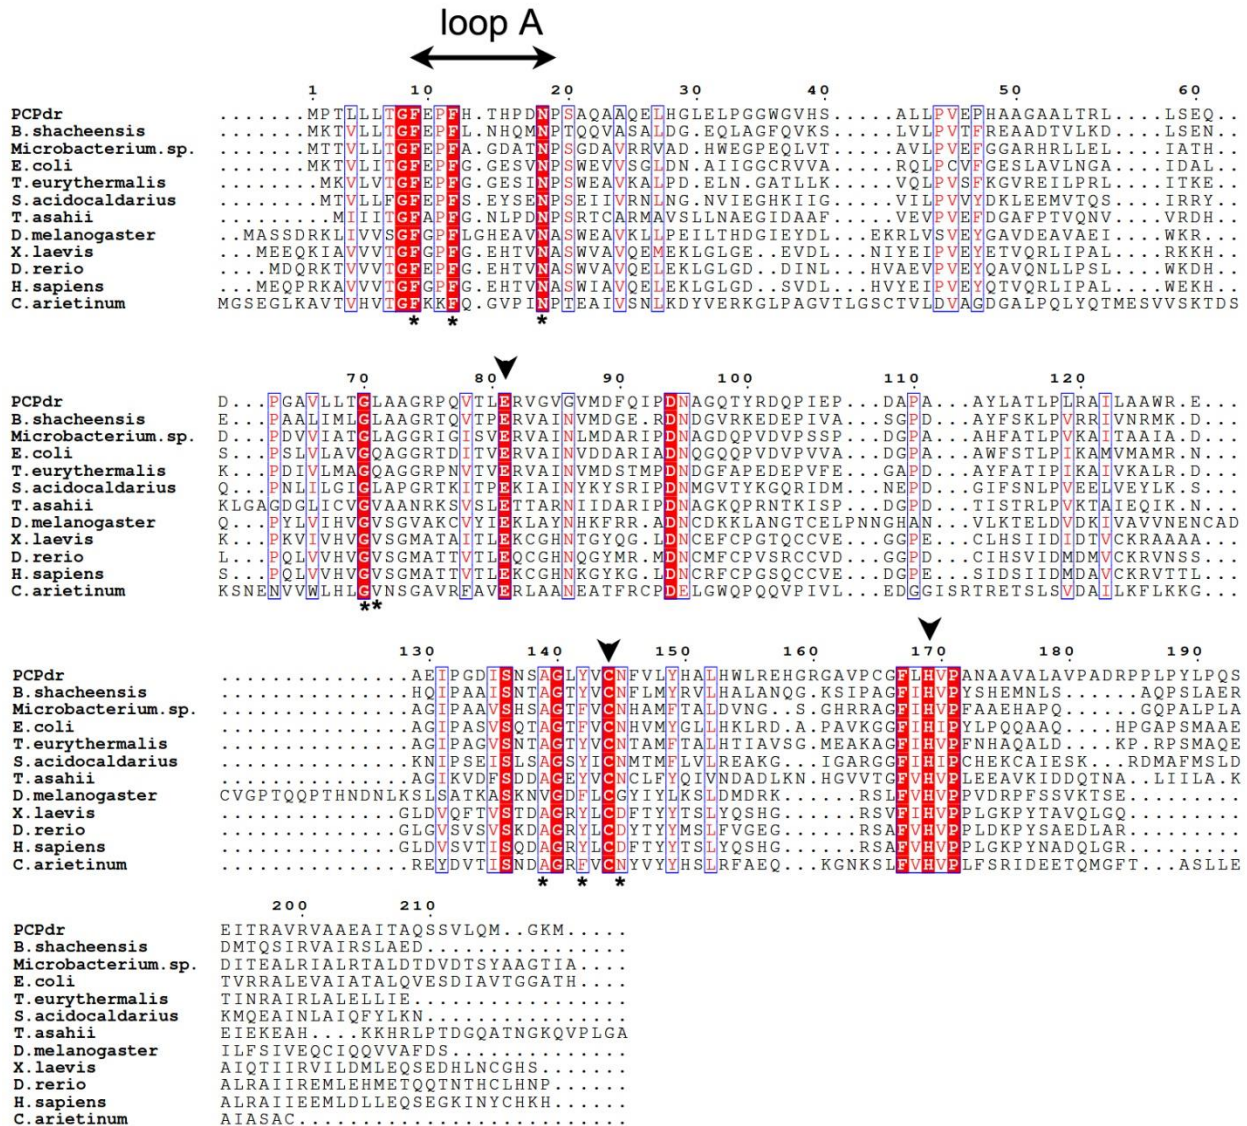 loop A
1 10 20 30 40 50 60
PCPdr .......MPTLLLTGFEPFH.THPDNPSAQAAQELHGLELPGGWGVHS.....ALLPVEPHAAGAALTRL....LSEQ..
B.shacheensis .......MKTVLLTGFEPFLNHQMNPTQQVASALDG.EQLAGFQVKS.....LVLPVTFREAADTVLKD....LSEN..
Microbacterium.sp. .......MTTVLLTGFEPFA.GDATNPSGDAVRRVAD.HWEGPEQLVT....AVLPVEFGGARHRLLEL....IATH..
E.coli .......MKTVLITGFEPFG.GESVNPSWEVVSGLDN.AIIGGCRVVA....RQLPCVFGESLAVLNGA....IDAL..
T.eurythermalis .......MKVLVTGFEPFG.GESINPSWEAVKALPD.ELN.GATLLK.....VQLPVSFKGVREILPRL....ITKE..
S.acidocaldarius .......MTVLLFGFEPFS.EYSENPSEIIVRNLNG.NVIEGHKIIG.....VILPVVYDKLEEMVTQS....IRRY..
T.asahii .......MIITGFAPFG.NLPDNPSRTCARMAVSLLNAEGIDAAF......VEVPVEFDGAFPTVQNV....VRDH..
D.melanogaster ..MASSDRKLIVVSGFGPFLGHEAVNASWEAVKLLPEILTHDGIEYDL...EKRLVSVEYGAVDEAVAEI...WKR...
X.laevis ...MEEQKIAVVVTGFGPFG.EHTVNASWVAVQEMEKLGLGE..EVDL...NIYEIPVEYETVQRLIPAL...RKKH..
D.rerio ....MDQRKTVVVTGFEPFG.EHTVNASWVAVQELEKLGLGD..DINL...HVAEVPVEYQAVQNLLPSL...WKDH..
H.sapiens ...MEQPRKAVVVTGFGPFG.EHTVNASWIAVQELEKLGLGD..SVDL...HVYEIPVEYQTVQRLIPAL...WEKH..
C.arietinum MGSEGLKAVTVHVTGFKKFQ.GVPINPTEAIVSNLKDYVERKGLPAGVTLGSCTVLDVAGDGALPQLYQTMESVVSKTDS
* * *
70 80 90 100 110 120
PCPdr D...PGAVLLTGLAAGRPQVTLERVGVGVMDFQIPDNAGQTYRDQPIEP...DAPA...AYLATLPLRAILAAWR.E...
B.shacheensis E...PAALIMLGLAAGRTQVTLERVAINVMDGE.RDNDGVRKEDEPIVA...SGPA...AYFSKLPVRRIVNRMK.D...
Microbacterium.sp. D...PDVVIATGLAGGRIGISVERVAINLMDARIPDNAGDQPVDVPSSP...DGPA...AHFATLPVKAITAAIA.D...
E.coli S...PSLVLAVGQAGGRTDITVERVAINVDDARIADNQGQQPVDVPVVA...DGPA...AWFSTLPIKAMVMAMR.N...
T.eurythermalis K...PDIVLMAGQAGGRPNVTVERVAINVMDSTMPDNDGFAPEDEPVFE...GAPD...AYFATIPIKAIVKALR.D...
S.acidocaldarius Q...PNLILGIGLAPGRTKITPEKIAINYKYSRIPDNMGVTYKGQRIDM...NEPD...GIFSNLPVEELVEYLK.S...
T.asahii KLGAGDGLICVGVAANRKSVSLETTARNIIDARIPDNAGKQPRNTKISP...DGPD...TISTRLPVKTAIEQIK.N...
D.melanogaster Q...PYLVIHVGVSGVAKCVYIEKLAYNHKFRR.ADNCDKKLANGTCELPNNGHAN...VLKTELDVDKIVAVVNENCAD
X.laevis K...PKVIVHVGVSGMATAITLEKCGHNTGYQG.LDNCEFCPGTQCCVE...GGPE...CLHSIIDIDTVCKRAAAA...
D.rerio L...PQLVVHVGVSGMATTVTLEQCGHNQGYMR.MDNCMFCPVSRCCVD...GGPD...CIHSVIDMDMVCKRVNSS...
H.sapiens S...PQLVVHVGVSGMATTVTLEKCGHNKGYKG.LDNCRFCPGSQCCVE...DGPE...SIDSIIDMDAVCKRVTTL...
C.arietinum KSNENVVWLHLGVNSGAVRFAVERLAANEATFRCPDELGWQPQQVPIVL...EDGGISRTRETSLSVDAILKFLKKG...
* *
130 140 150 160 170 180 190
PCPdr ...............AEIPGDISNSAGLYVCNFVLYHALHWLREHGRGAVPCGFLHVPANAAVALAVPADRPPLPYLPQS
B.shacheensis ...............HQIPAAISNTAGTYVCNFLMYRVLHALANQG.KSIPAGFIHVPYSHEMNLS.....AQPSLAER
Microbacterium.sp. ...............AGIPAAVSHSAGTFVCNHAMFTALDVNG..S.GHRRAGFIHVPFAAEHAPQ.....GQPALPLA
E.coli ...............AGIPASVSQTAGTFVCNHVMYGLLHKLRD.A.PAVKGGFIHIPYLPQQAAQ....HPGAPSMAAE
T.eurythermalis ...............AGIPAGVSNTAGTYVCNTAMFTALHTIAVSG.MEAKAGFIHVPFNHAQALD....KP.RPSMAQE
S.acidocaldarius ...............KNIPSEISLSAGSYICNMTMFLVLREAKG...IGARGGFIHIPCHEKCAIESK...RDMAFMSLD
T.asahii ...............AGIKVDFSDDAGEYICNCLFYQIVNDADLKN.HGVVTGFVHVPLEEAVKIDDQTNA..LIILA.K
D.melanogaster CVGPTQQPTHNDNLKSLSATKASKNVGDFLCGYIYLKSLDMDRK......RSLFVHVPPVDRPFSSVKTSE.........
X.laevis ..............GLDVQFTVSTDAGRYLCDFTYYTSLYQSHG......RSVFIHVPPLGKPYTAVQLGQ.........
D.rerio ..............GLGVSVSVSKDAGRYLCDYTYYMSLFVGEG......RSAFVHVPPLDKPYSAEDLAR.........
H.sapiens ..............GLDVSVTISQDAGRYLCDFTYYTSLYQSHG......RSAFVHVPPLGKPYNADQLGR.........
C.arietinum ..............REYDVTISNDAGRFVCNYVYYHSLRFAEQ...KGNKSLFVHVPLFSRIDEETQMGFT...ASLLE
* * *
200 210
PCPdr EITRAVRVAAEAITAQSSVLQM..GKM.....
B.shacheensis DMTQSIRVAIRSLAED................
Microbacterium.sp. DITEALRIALRTALDTDVDTSYAAGTIA....
E.coli TVRRALEVAIATALQVESDIAVTGGATH....
T.eurythermalis TINRAIRLALELLIE.................
S.acidocaldarius KMQEAINLAIQFYLKN................
T.asahii EIEKEAH....KKHRLPTDGQATNGKQVPLGA
D.melanogaster ILFSIVEQCIQQVVAFDS..............
X.laevis AIQTIIRVILDMLEQSEDHLNCGHS.......
D.rerio ALRAIIREMLEHMETQQTNTHCLHNP......
H.sapiens ALRAIIEEMLDLLEQSEGKINYCHKH......
C.arietinum AIASAC..........................